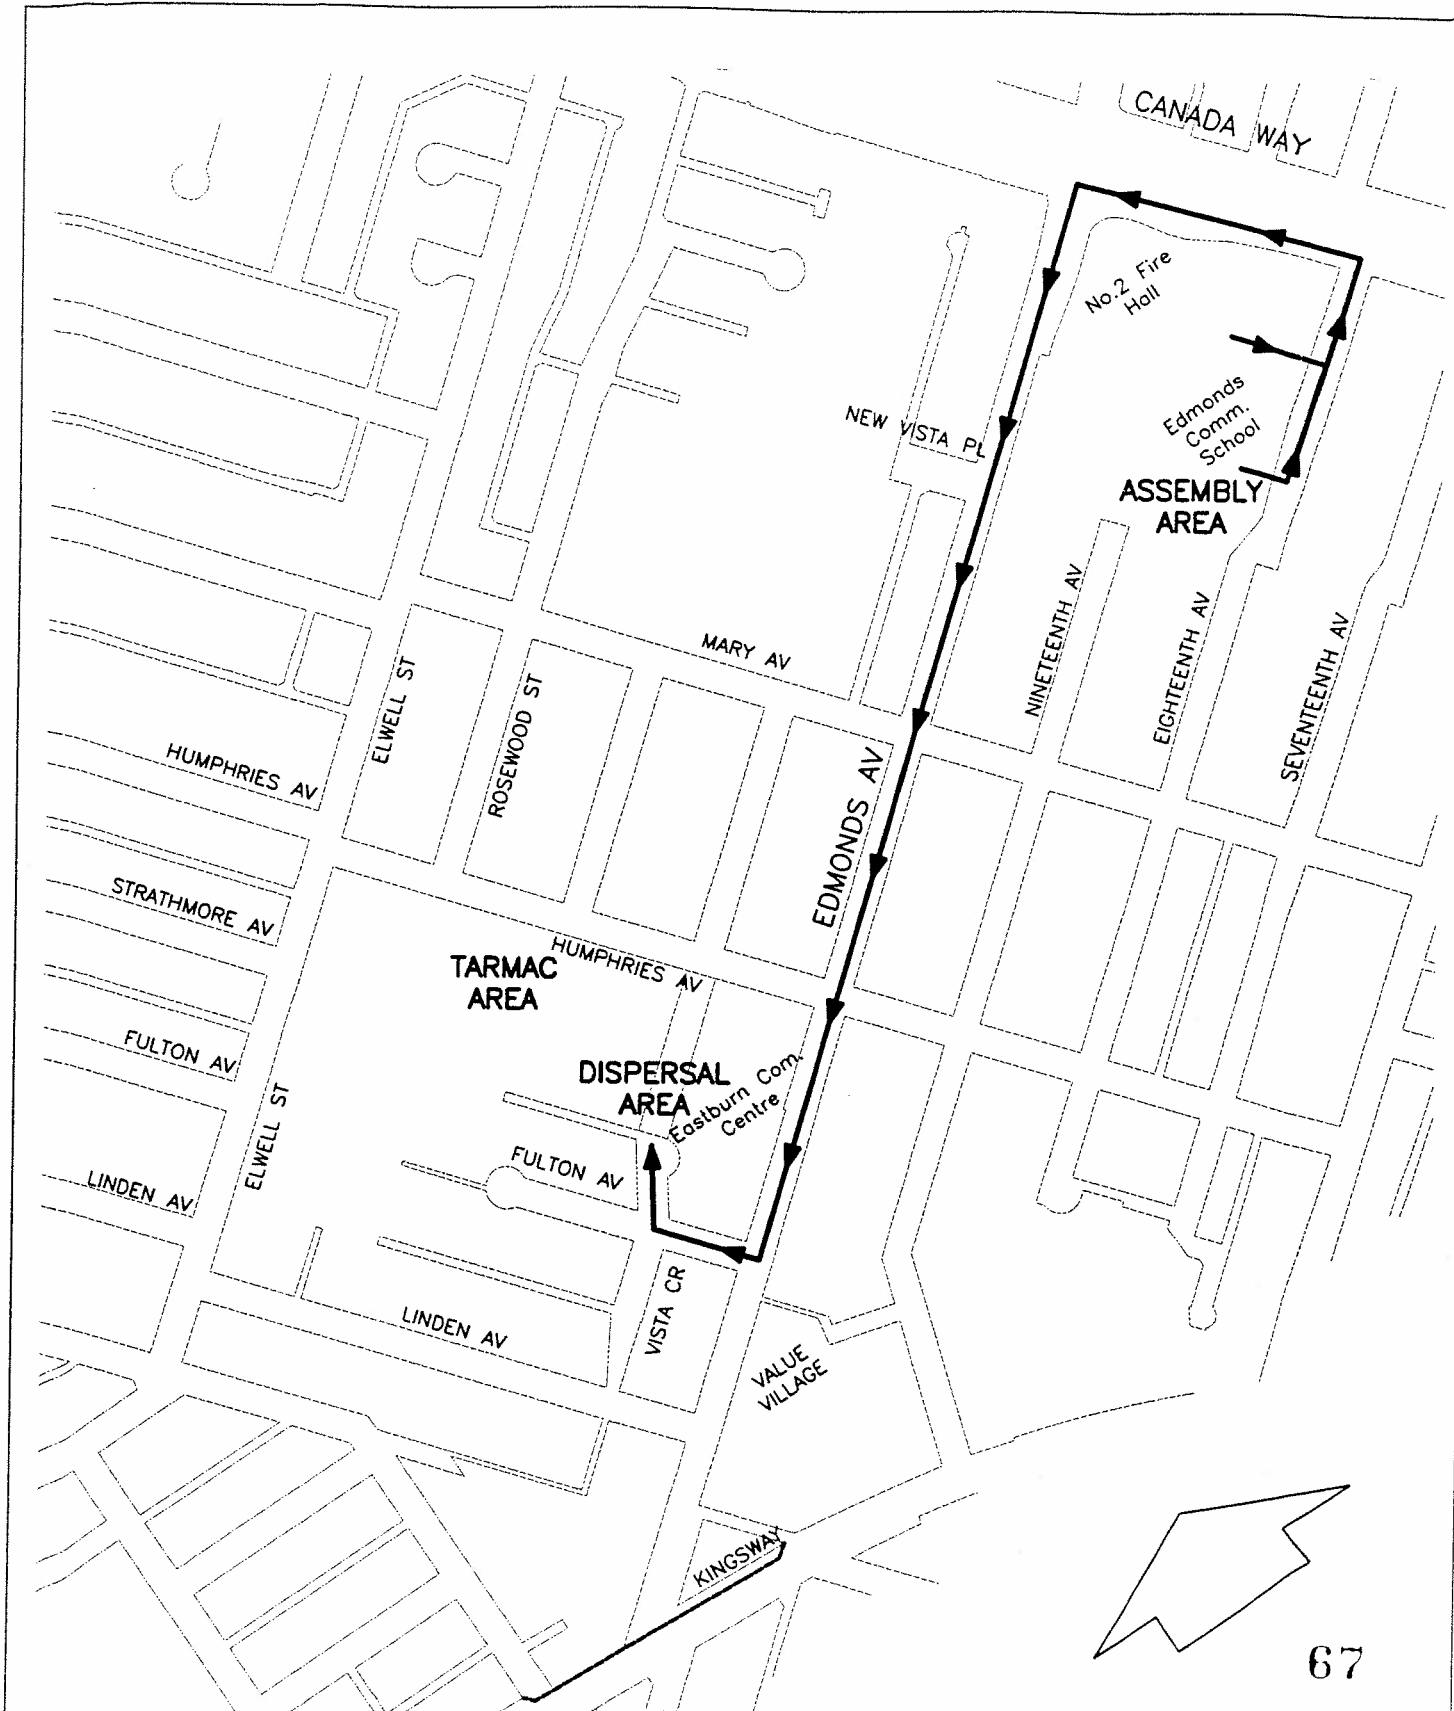 CANADA WAY
No.2 Fire
Hall
Edmonds
Comm.
School
NEW VISTA PL
ASSEMBLY
AREA
NINETEENTH AV
EIGHTEENTH AV
SEVENTEENTH AV
MARY AV
ELWELL ST
ROSEWOOD ST
HUMPHRIES AV
EDMONDS AV
STRATHMORE AV
HUMPHRIES AV
TARMAC
AREA
FULTON AV
DISPERSAL
AREA
Eastburn Com.
Centre
ELWELL ST
FULTON AV
LINDEN AV
LINDEN AV
VISTA CR
VALUE
VILLAGE
KINGSWAY
67